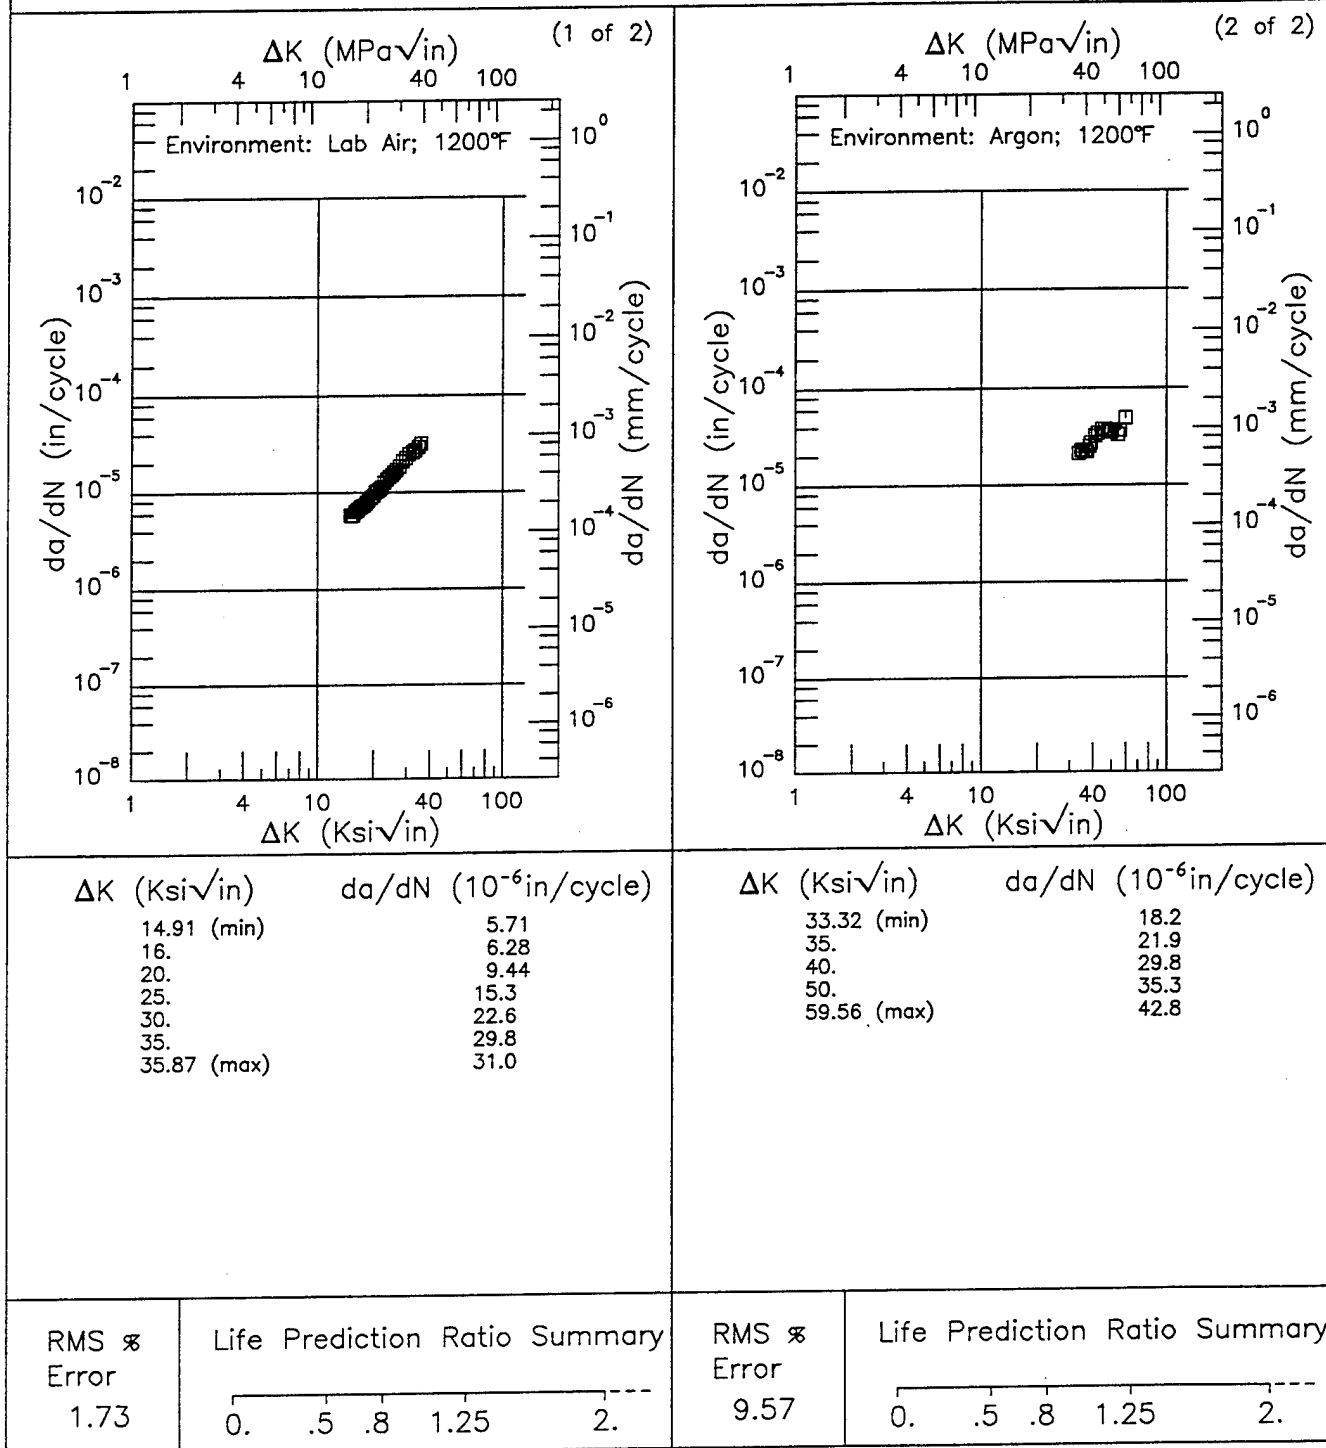 (1 of 2)
ΔK (MPa√in)
1 4 10 40 100
Environment: Lab Air; 1200°F
10⁰
10⁻²
10⁻¹
10⁻³
10⁻²
10⁻⁴
10⁻³
10⁻⁵
10⁻⁴
10⁻⁶
10⁻⁵
10⁻⁷
10⁻⁶
10⁻⁸
da/dN (in/cycle)
da/dN (mm/cycle)
1 4 10 40 100
ΔK (Ksi√in)
ΔK (Ksi√in) da/dN (10⁻⁶in/cycle)
14.91 (min) 5.71
16. 6.28
20. 9.44
25. 15.3
30. 22.6
35. 29.8
35.87 (max) 31.0
RMS % Error
1.73
Life Prediction Ratio Summary
0. .5 .8 1.25 2.
(2 of 2)
ΔK (MPa√in)
1 4 10 40 100
Environment: Argon; 1200°F
10⁰
10⁻²
10⁻¹
10⁻³
10⁻²
10⁻⁴
10⁻³
10⁻⁵
10⁻⁴
10⁻⁶
10⁻⁵
10⁻⁷
10⁻⁶
10⁻⁸
da/dN (in/cycle)
da/dN (mm/cycle)
1 4 10 40 100
ΔK (Ksi√in)
ΔK (Ksi√in) da/dN (10⁻⁶in/cycle)
33.32 (min) 18.2
35. 21.9
40. 29.8
50. 35.3
59.56 (max) 42.8
RMS %
Error
9.57
Life Prediction Ratio Summary
0. .5 .8 1.25 2.